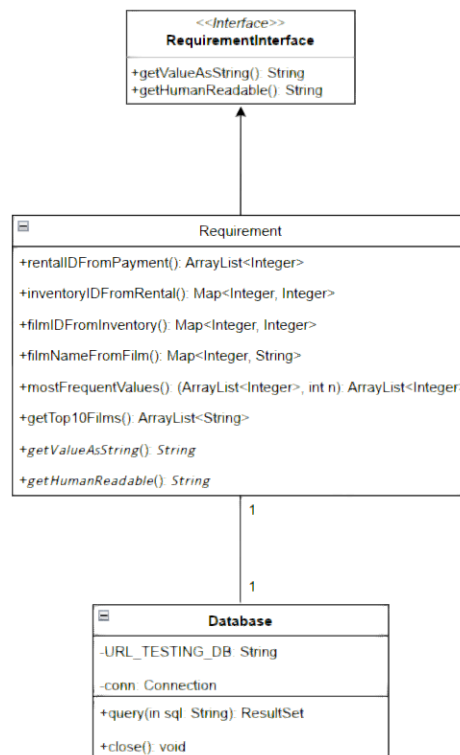 <<Interface>>
RequirementInterface
+getValueAsString(): String
+getHumanReadable(): String
Requirement
+rentalIDFromPayment(): ArrayList<Integer>
+inventoryIDFromRental(): Map<Integer, Integer>
+filmIDFromInventory(): Map<Integer, Integer>
+filmNameFromFilm(): Map<Integer, String>
+mostFrequentValues(): (ArrayList<Integer>, int n): ArrayList<Integer>
+getTop10Films(): ArrayList<String>
+getValueAsString(): String
+getHumanReadable(): String
1
1
Database
-URL_TESTING_DB: String
-conn: Connection
+query(in sql: String): ResultSet
+close(): void